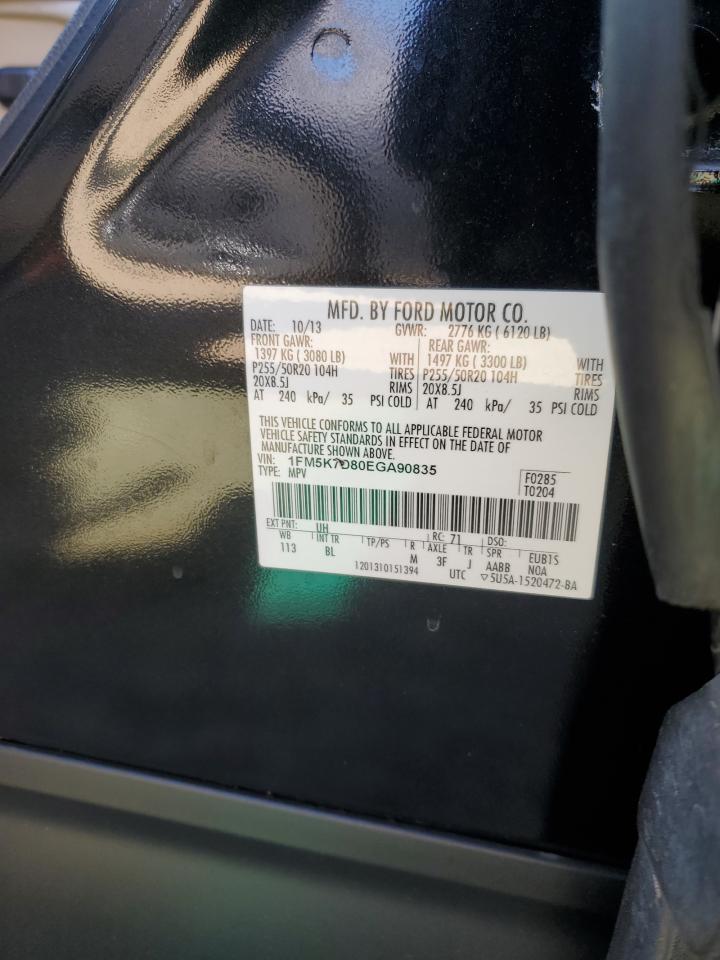 MFD. BY FORD MOTOR CO.
DATE: 10/13 GVWR: 2776 KG ( 6120 LB)
FRONT GAWR: REAR GAWR:
1397 KG ( 3080 LB) WITH 1497 KG ( 3300 LB) WITH
P255/50R20 104H TIRES P255/50R20 104H TIRES
20X8.5J RIMS 20X8.5J RIMS
AT 240 kPa/ 35 PSI COLD AT 240 kPa/ 35 PSI COLD
THIS VEHICLE CONFORMS TO ALL APPLICABLE FEDERAL MOTOR
VEHICLE SAFETY STANDARDS IN EFFECT ON THE DATE OF
MANUFACTURE SHOWN ABOVE.
VIN: 1FM5K7D80EGA90835
TYPE: MPV
F0285
T0204
EXT PNT: UH RC: 71 DSO:
WB INT TR TP/PS R AXLE TR SPR EUB1S
113 BL M 3F J AABB NOA
1201310151394 UTC ▽5U5A-1520472-BA